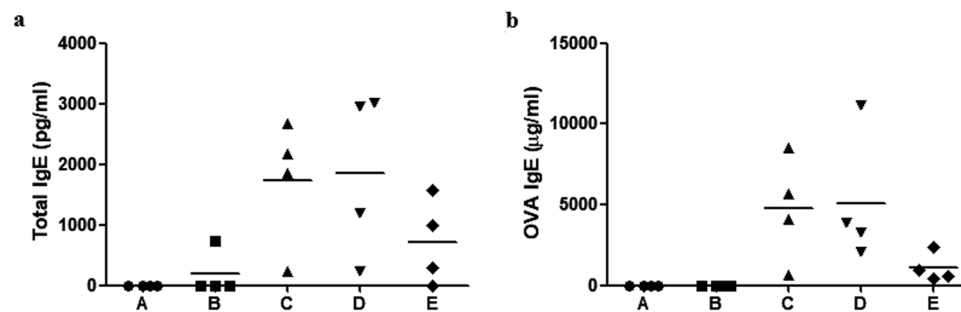 a
Total IgE (pg/ml)
4000
3000
2000
1000
0
A B C D E
b
OVA IgE (μg/ml)
15000
10000
5000
0
A B C D E